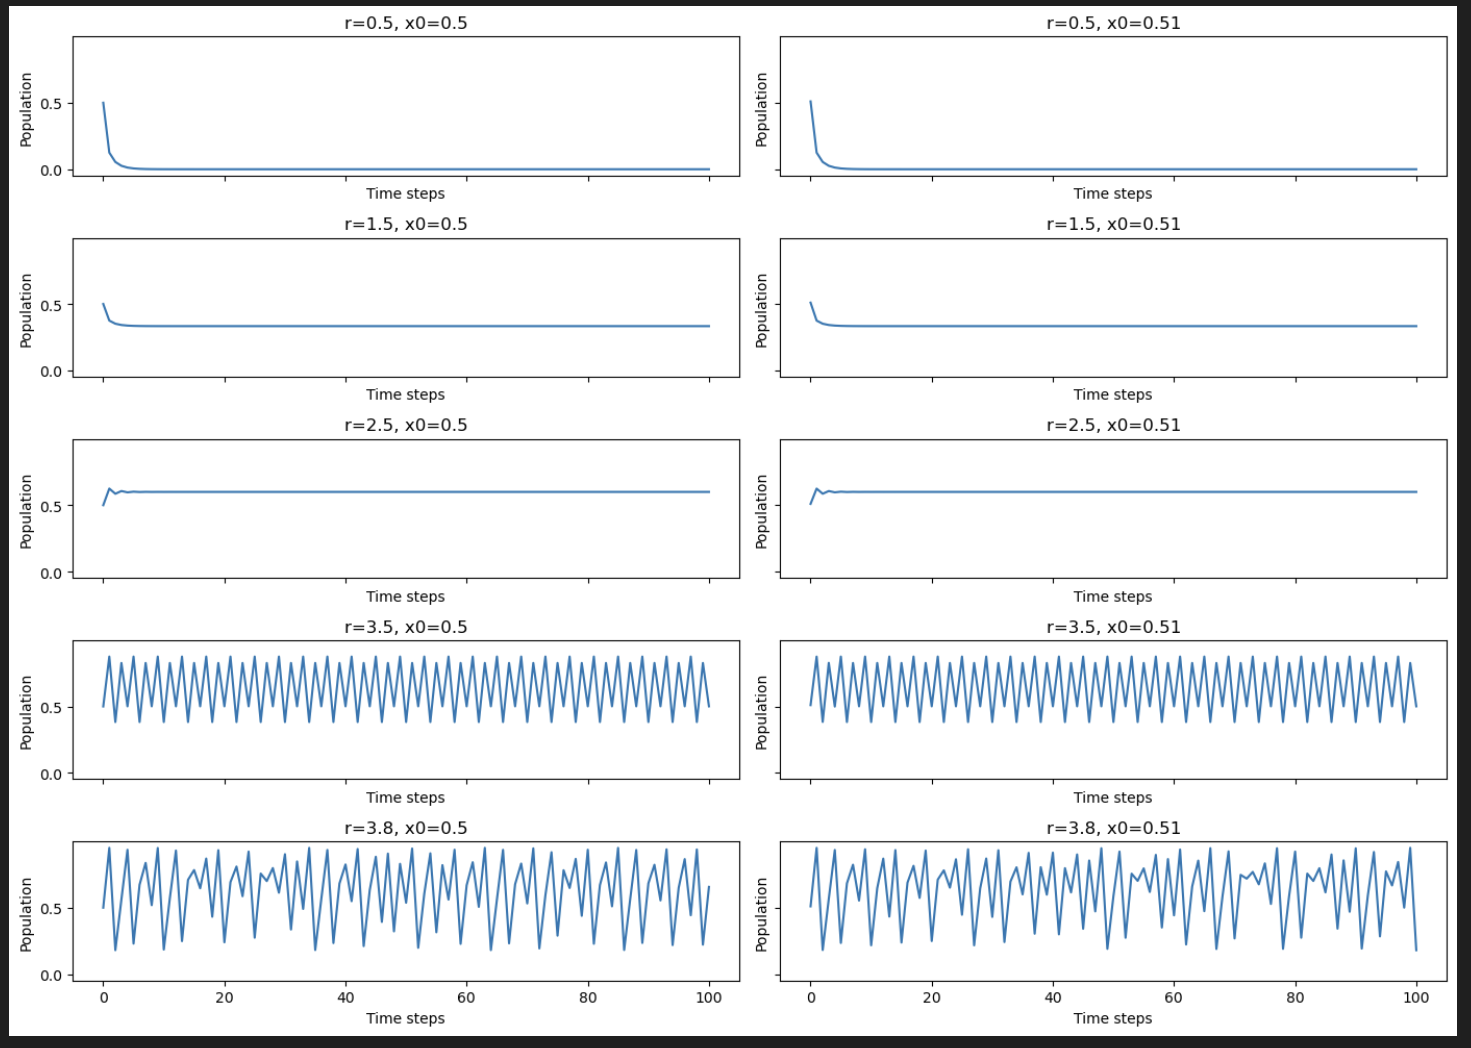 r=0.5, x0=0.5
r=0.5, x0=0.51
Population
0.5
0.0
Population
Time steps
Time steps
r=1.5, x0=0.5
r=1.5, x0=0.51
Population
0.5
0.0
Population
Time steps
Time steps
r=2.5, x0=0.5
r=2.5, x0=0.51
Population
0.5
0.0
Population
Time steps
Time steps
r=3.5, x0=0.5
r=3.5, x0=0.51
Population
0.5
0.0
Population
Time steps
Time steps
r=3.8, x0=0.5
r=3.8, x0=0.51
Population
0.5
0.0
Population
0 20 40 60 80 100
0 20 40 60 80 100
Time steps
Time steps